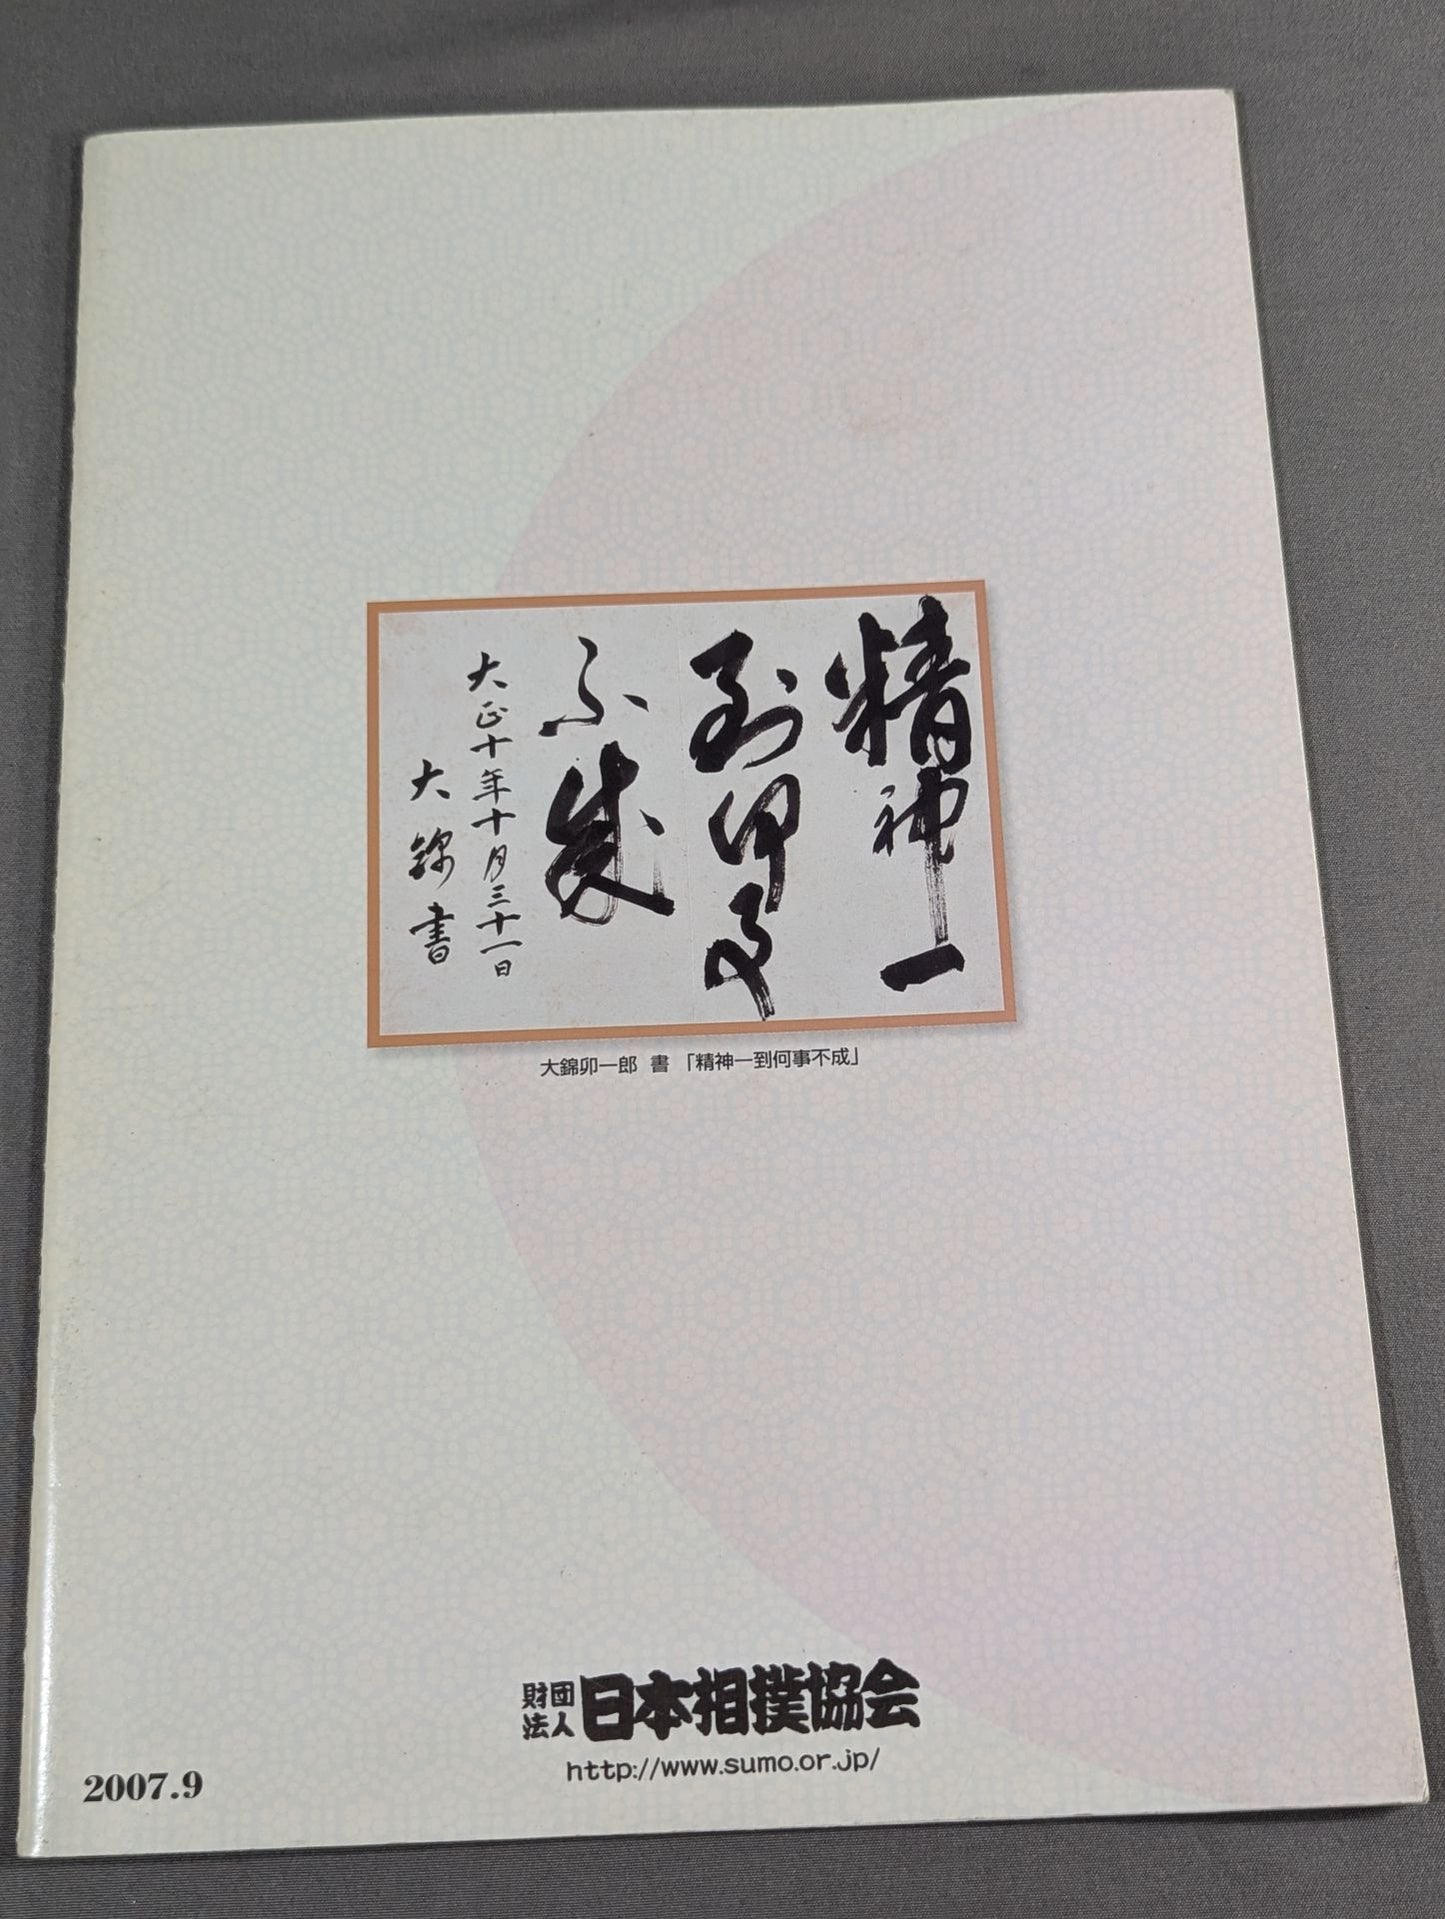 精神一
到何事
不成
大正十年十月三十一日
大錦書
大錦卯一郎 書 「精神一到何事不成」
財団
法人
日本相撲協会
http://www.sumo.or.jp/
2007.9